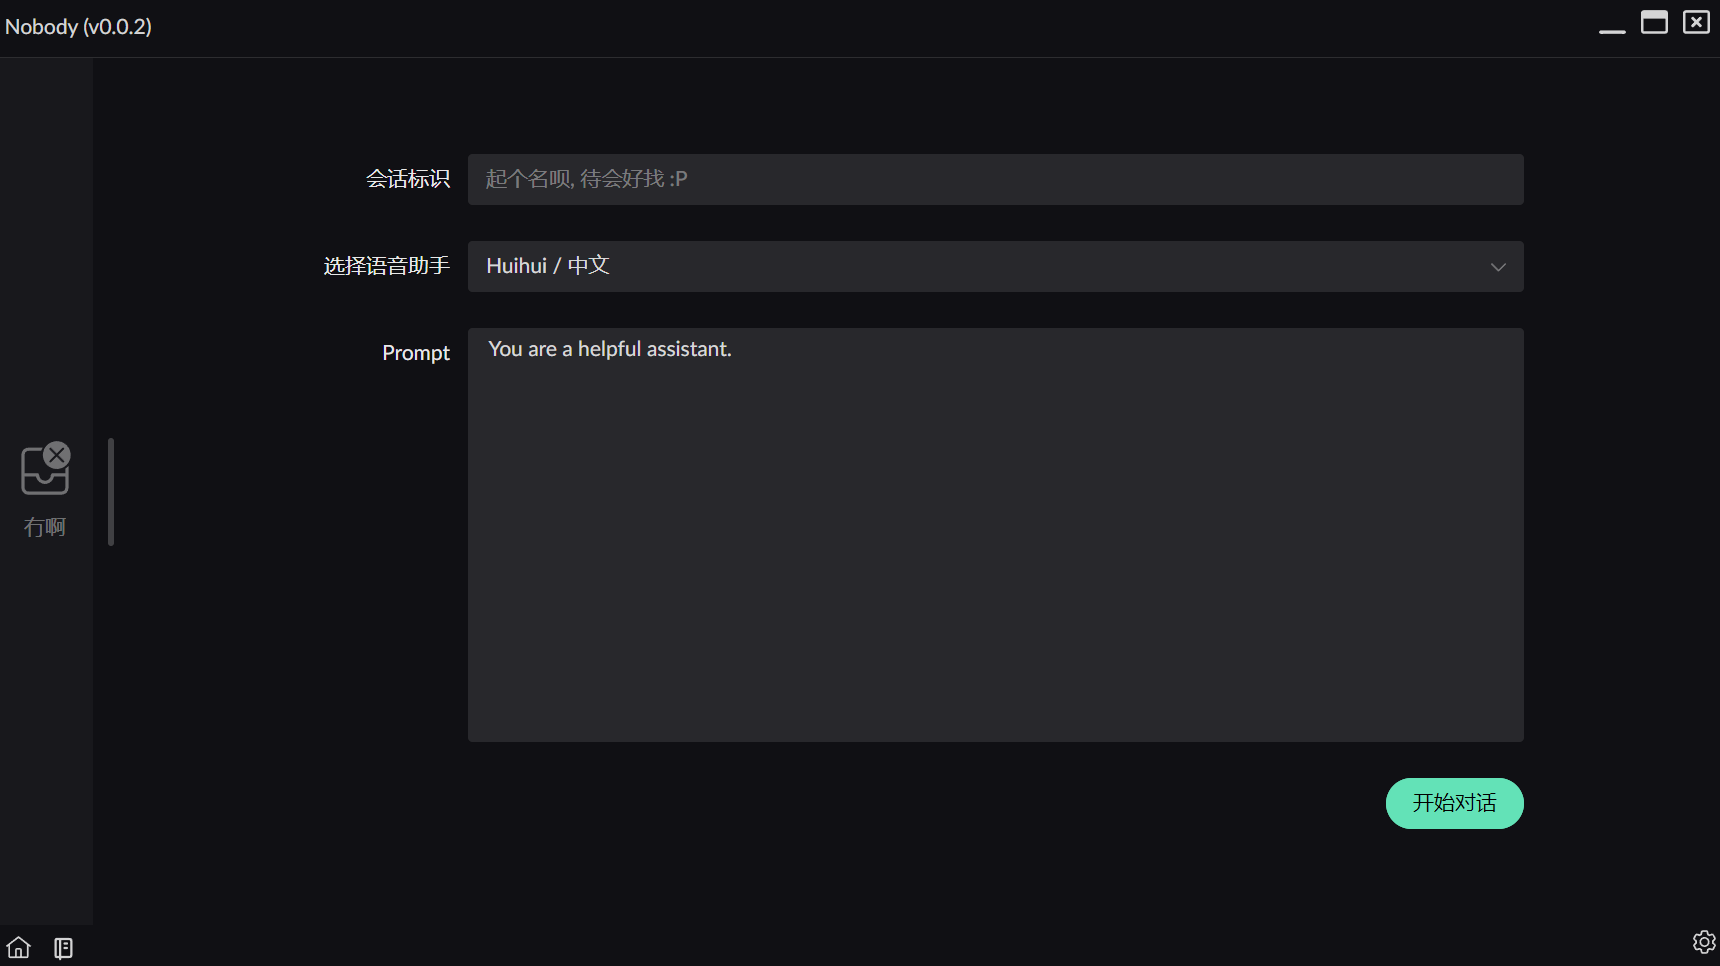 Nobody (v0.0.2)
会话标识
起个名呗, 待会好找 :P
选择语音助手
Huihui / 中文
Prompt
You are a helpful assistant.
冇啊
开始对话